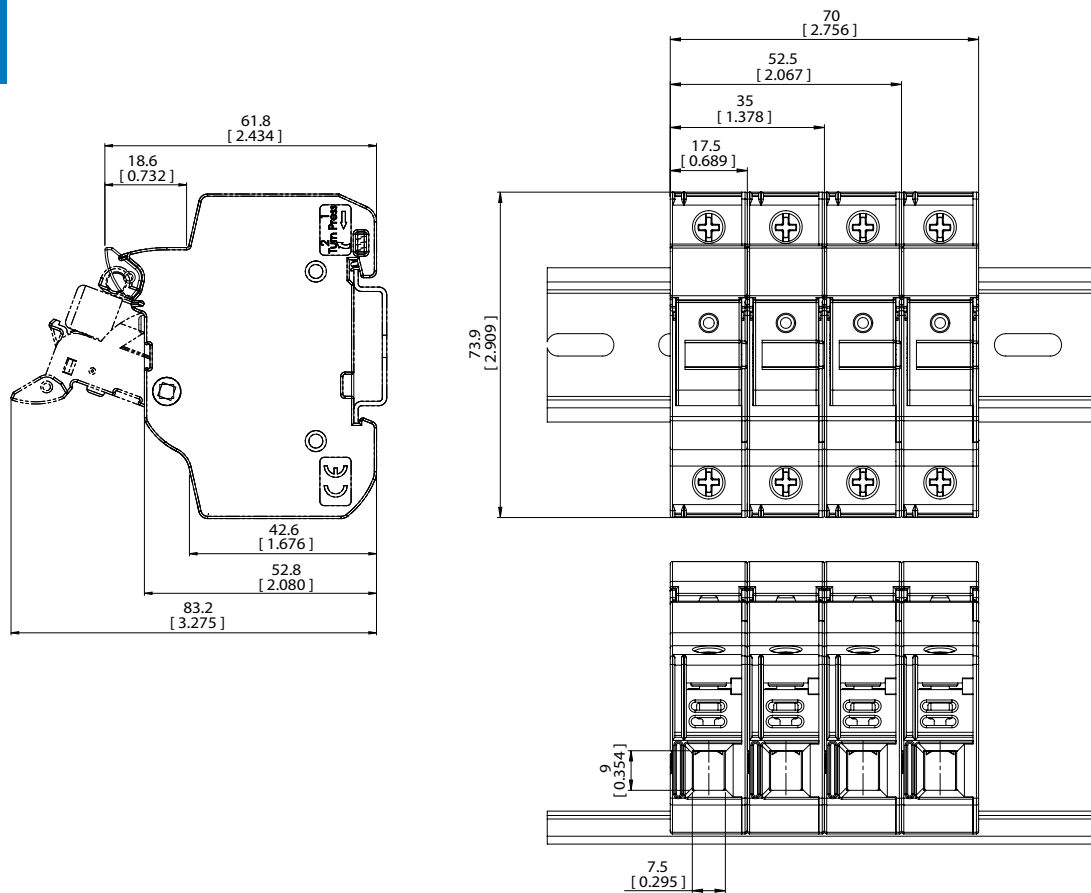 70
[ 2.756 ]
52.5
[ 2.067 ]
35
[ 1.378 ]
17.5
[ 0.689 ]
61.8
[ 2.434 ]
18.6
[ 0.732 ]
1
2
Turn Press
73.9
[ 2.909 ]
CE
42.6
[ 1.676 ]
52.8
[ 2.080 ]
83.2
[ 3.275 ]
9
[ 0.354 ]
7.5
[ 0.295 ]